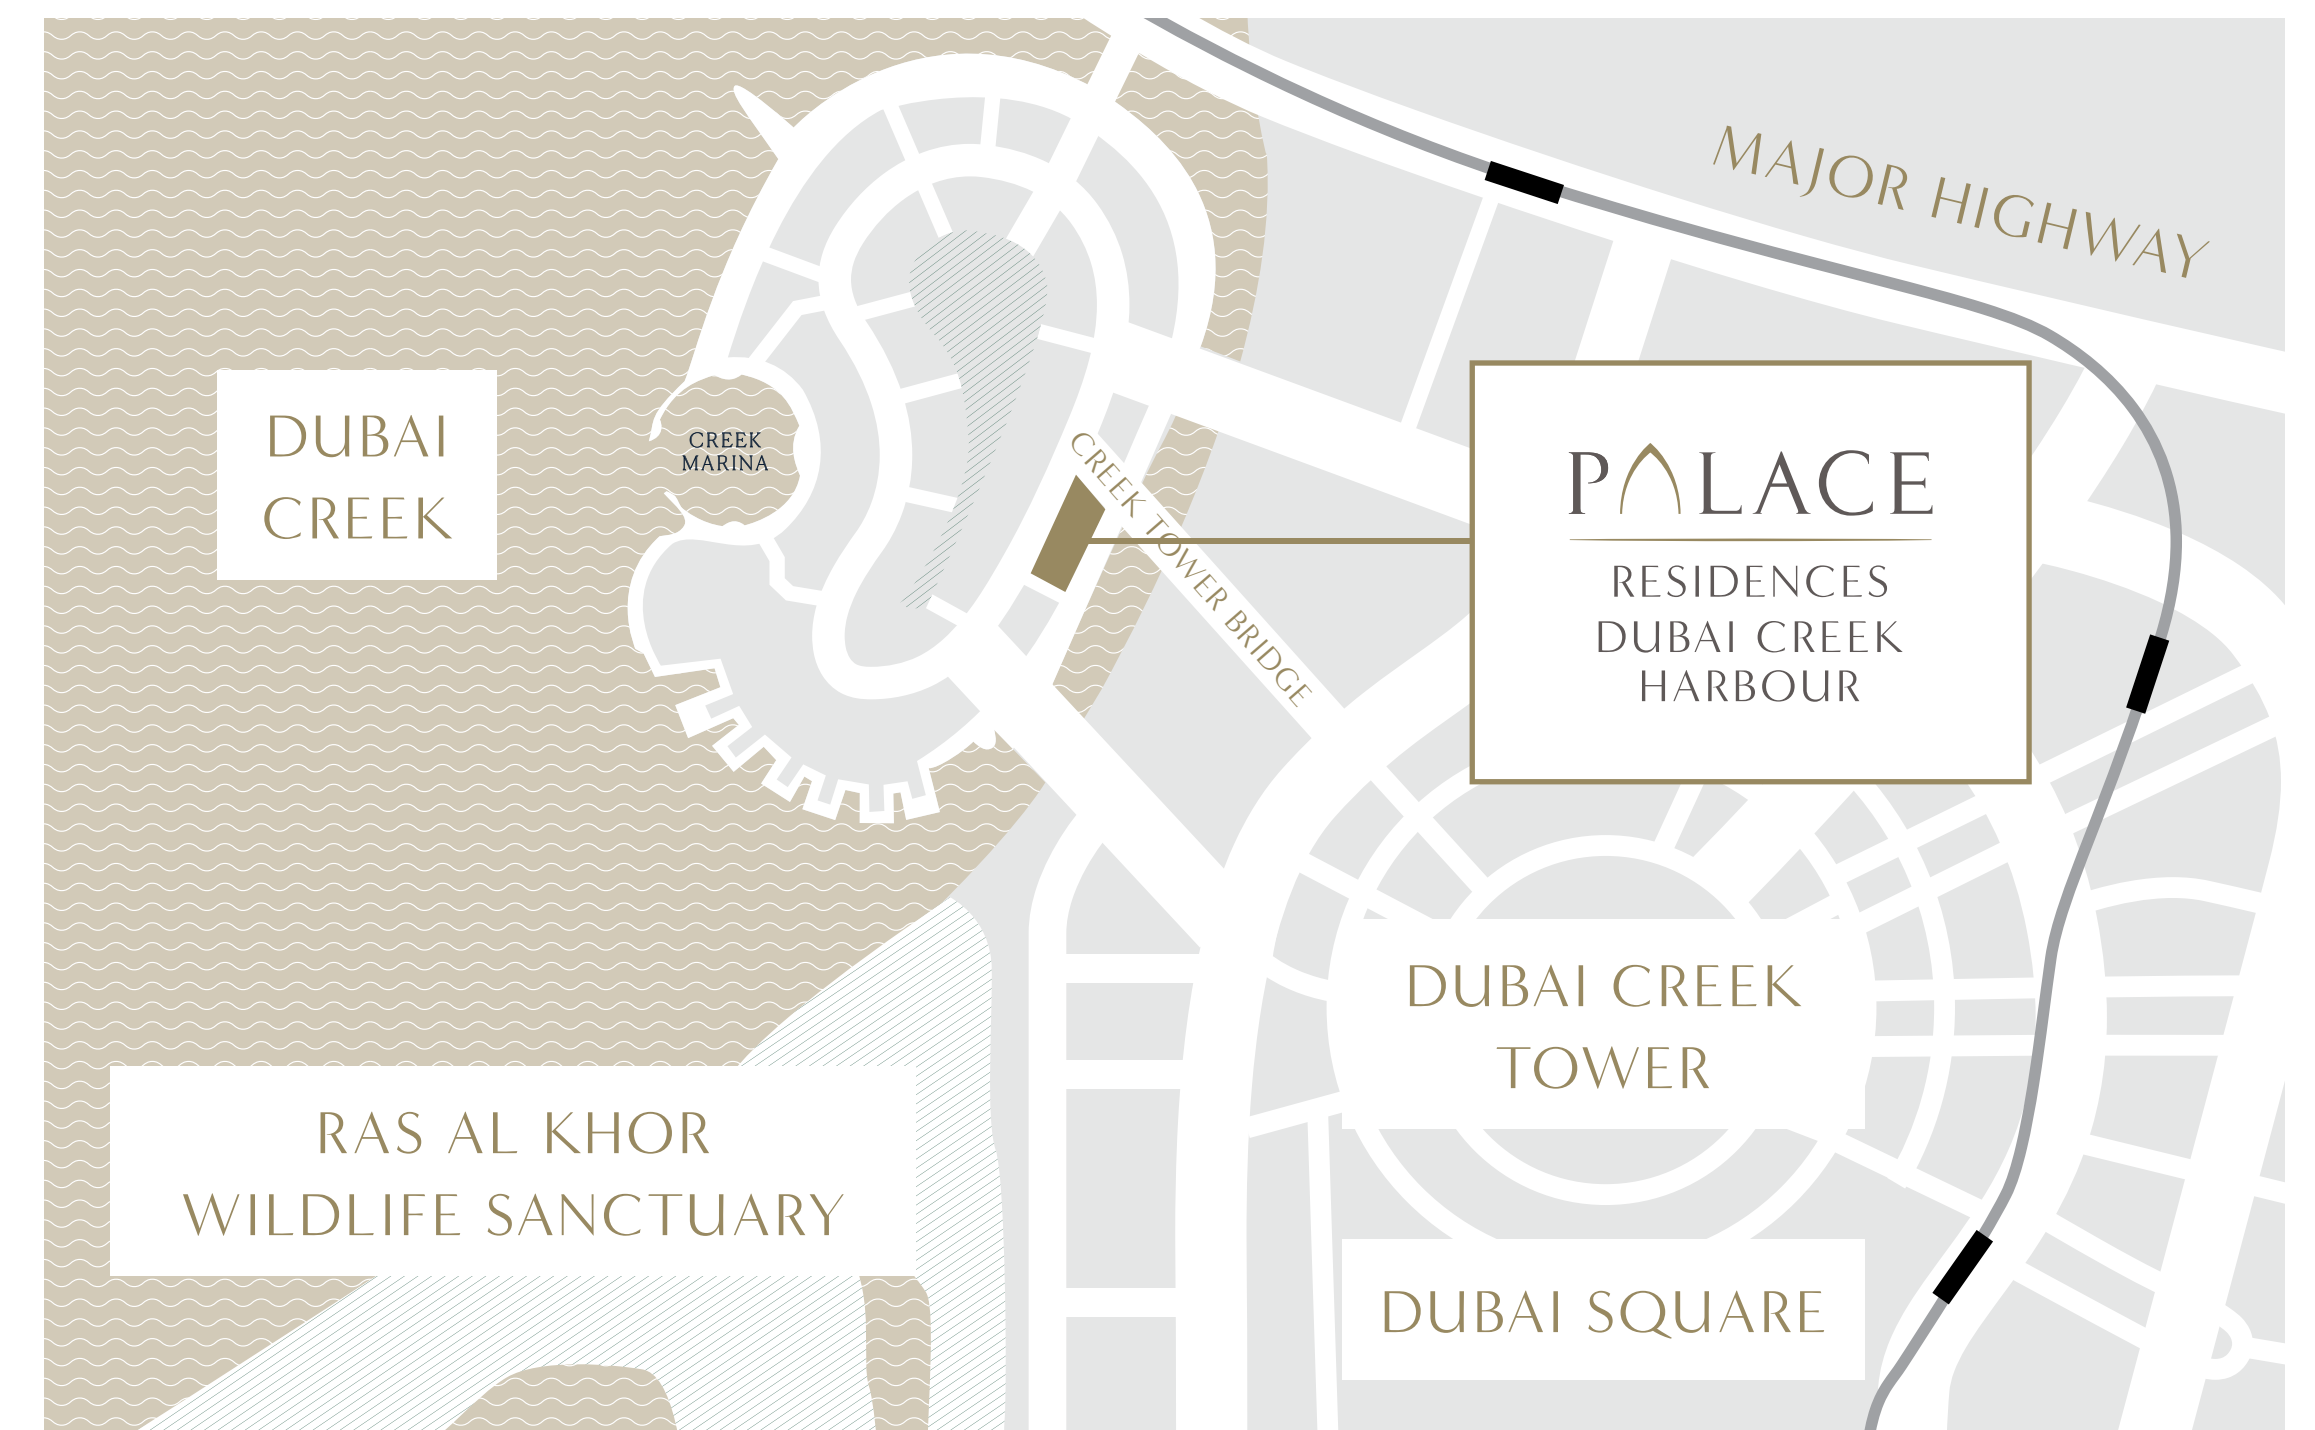 MAJOR HIGHWAY
DUBAI
CREEK
CREEK
MARINA
CREEK TOWER BRIDGE
PALACE
RESIDENCES
DUBAI CREEK
HARBOUR
DUBAI CREEK
TOWER
RAS AL KHOR
WILDLIFE SANCTUARY
DUBAI SQUARE